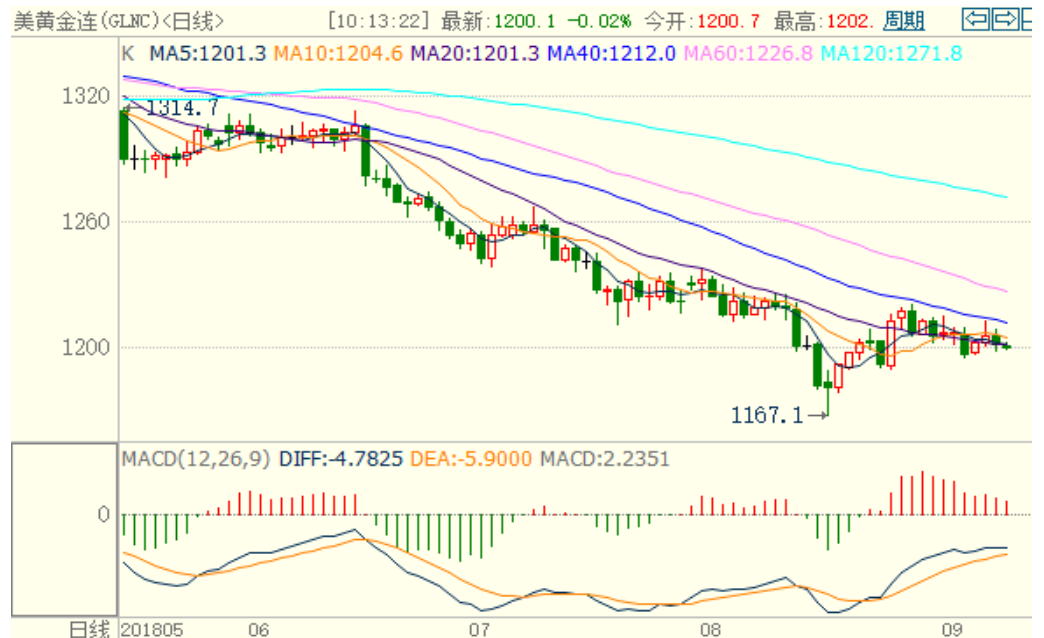 美黄金连(GLNC)<日线> [10:13:22] 最新:1200.1 -0.02% 今开:1200.7 最高:1202. 周期
K MA5:1201.3 MA10:1204.6 MA20:1201.3 MA40:1212.0 MA60:1226.8 MA120:1271.8
1320
1314.7
1260
1200
1167.1
MACD(12,26,9) DIFF:-4.7825 DEA:-5.9000 MACD:2.2351
0
日线 201805 06 07 08 09